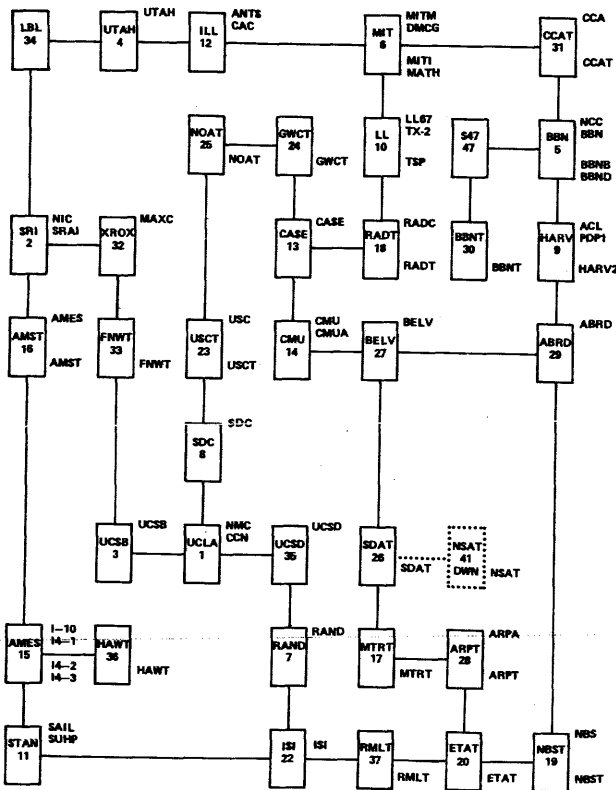 LBL
34
UTAH
4
UTAH
ILL
12
ANTS
CAC
MIT
6
MITM
DMCG
MITI
MATH
CCAT
31
CCA
CCAT
NOAT
25
NOAT
GWCT
24
GWCT
LL
10
LL67
TX-2
TSP
S47
47
BBN
5
NCC
BBN
BBNB
BBND
SRI
2
NIC
SRAI
XROX
32
MAXC
CASE
13
CASE
RADT
18
RADC
RADT
BBNT
30
BBNT
HARV
9
ACL
PDP1
HARV2
AMST
16
AMES
AMST
FNWT
33
FNWT
USCT
23
USC
USCT
CMU
14
CMU
CMUA
BELV
27
BELV
ABRD
29
ABRD
SDC
8
SDC
UCSB
3
UCSB
UCLA
1
NMC
CCN
UCSD
35
UCSD
SDAT
26
SDAT
NSAT
41
DWN
NSAT
AMES
15
I-10
I4-1
I4-2
I4-3
HAWT
36
HAWT
RAND
7
RAND
MTRT
17
MTRT
ARPT
28
ARPA
ARPT
STAN
11
SAIL
SUHP
ISI
22
ISI
RMLT
37
RMLT
ETAT
20
ETAT
NBST
19
NBS
NBST